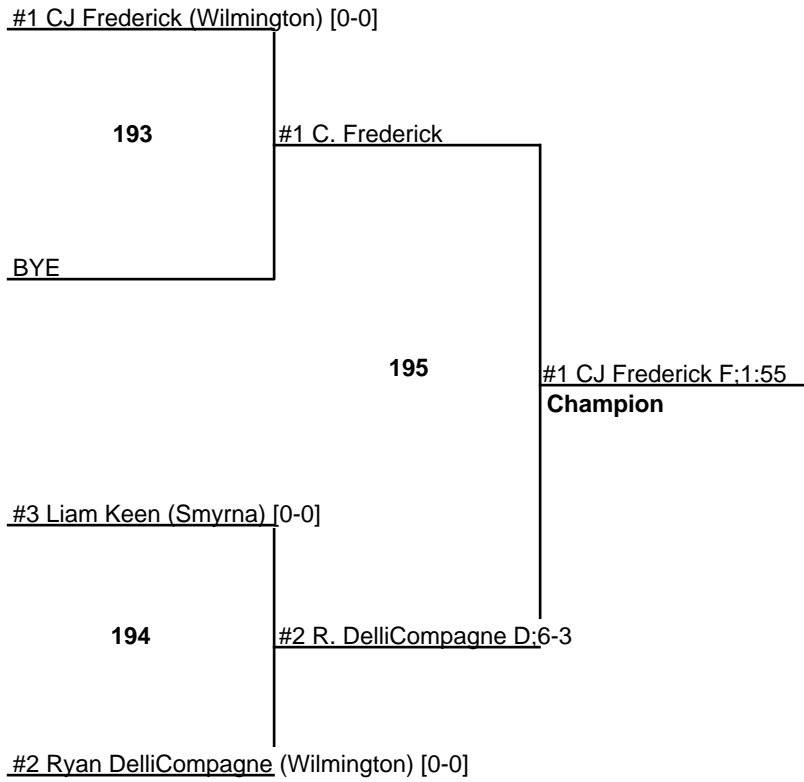 #1 CJ Frederick (Wilmington) [0-0]
193
#1 C. Frederick
BYE
195
#1 CJ Frederick F;1:55
Champion
#3 Liam Keen (Smyrna) [0-0]
194
#2 R. DelliCompagne D;6-3
#2 Ryan DelliCompagne (Wilmington) [0-0]